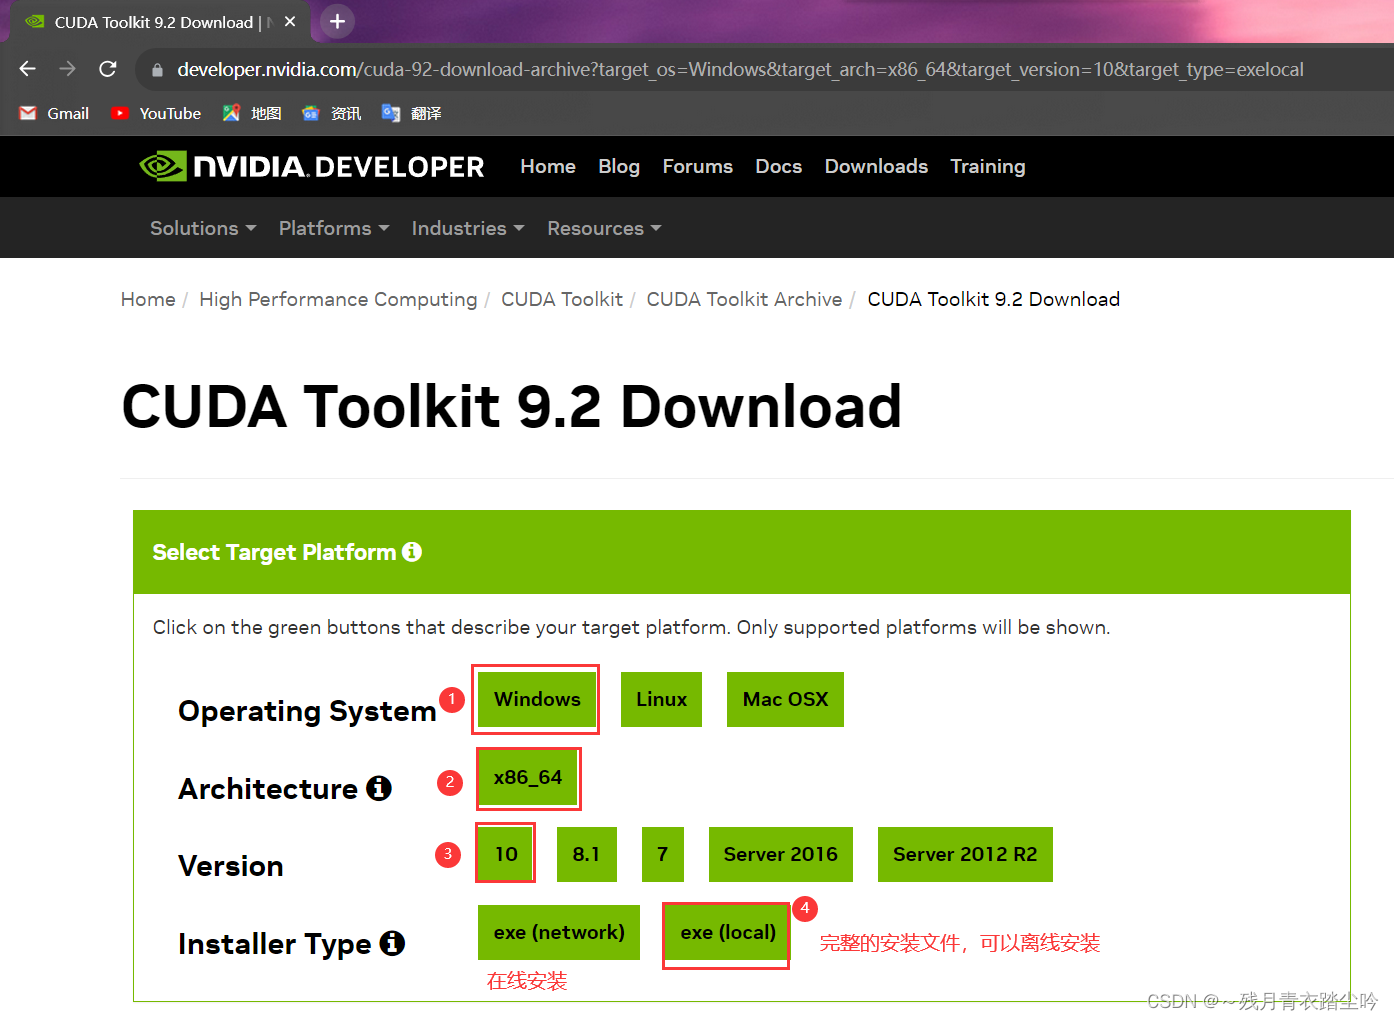 CUDA Toolkit 9.2 Download |
developer.nvidia.com/cuda-92-download-archive?target_os=Windows&target_arch=x86_64&target_version=10&target_type=exelocal
Gmail YouTube 地图 资讯 翻译
NVIDIA. DEVELOPER Home Blog Forums Docs Downloads Training
Solutions Platforms Industries Resources
Home / High Performance Computing / CUDA Toolkit / CUDA Toolkit Archive / CUDA Toolkit 9.2 Download
CUDA Toolkit 9.2 Download
Select Target Platform
Click on the green buttons that describe your target platform. Only supported platforms will be shown.
Operating System 1 Windows Linux Mac OSX
Architecture 2 x86_64
Version 3 10 8.1 7 Server 2016 Server 2012 R2
Installer Type exe (network) exe (local) 4 完整的安装文件，可以离线安装
在线安装
CSDN @～残月青衣踏尘吟